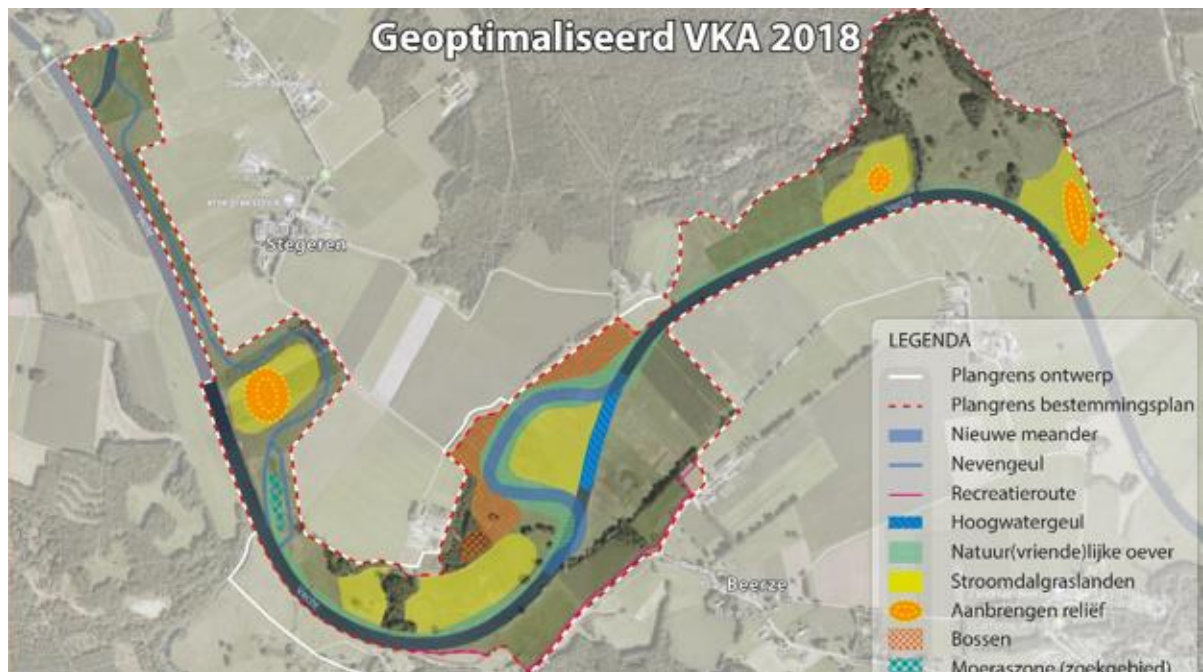 Geoptimaliseerd VKA 2018
Stegeren
Vecht
Beerze
LEGENDA
Plangrens ontwerp
Plangrens bestemmingsplan
Nieuwe meander
Nevengeul
Recreatieroute
Hoogwatergeul
Natuur(vriende)lijke oever
Stroomdalgraslanden
Aanbrengen reliëf
Bossen
Moeraszone (zoekgebied)